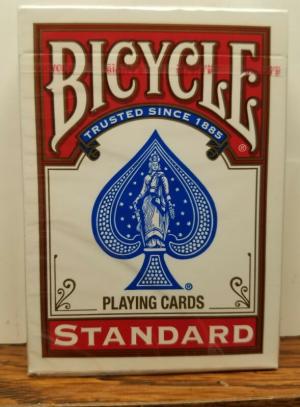 BICYCLE
®
TRUSTED SINCE 1885
®
PLAYING CARDS
STANDARD
®